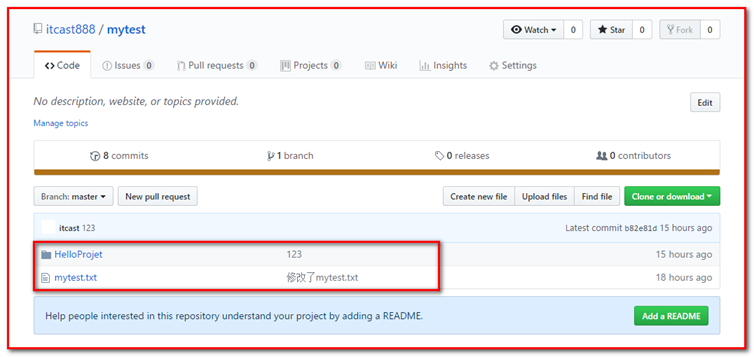 itcast888 / mytest Watch 0 Star 0 Fork 0
Code Issues 0 Pull requests 0 Projects 0 Wiki Insights Settings
No description, website, or topics provided. Edit
Manage topics
8 commits 1 branch 0 releases 0 contributors
Branch: master New pull request Create new file Upload files Find file Clone or download
itcast 123 Latest commit b82e81d 15 hours ago
HelloProjet 123 15 hours ago
mytest.txt 修改了mytest.txt 18 hours ago
Help people interested in this repository understand your project by adding a README. Add a README